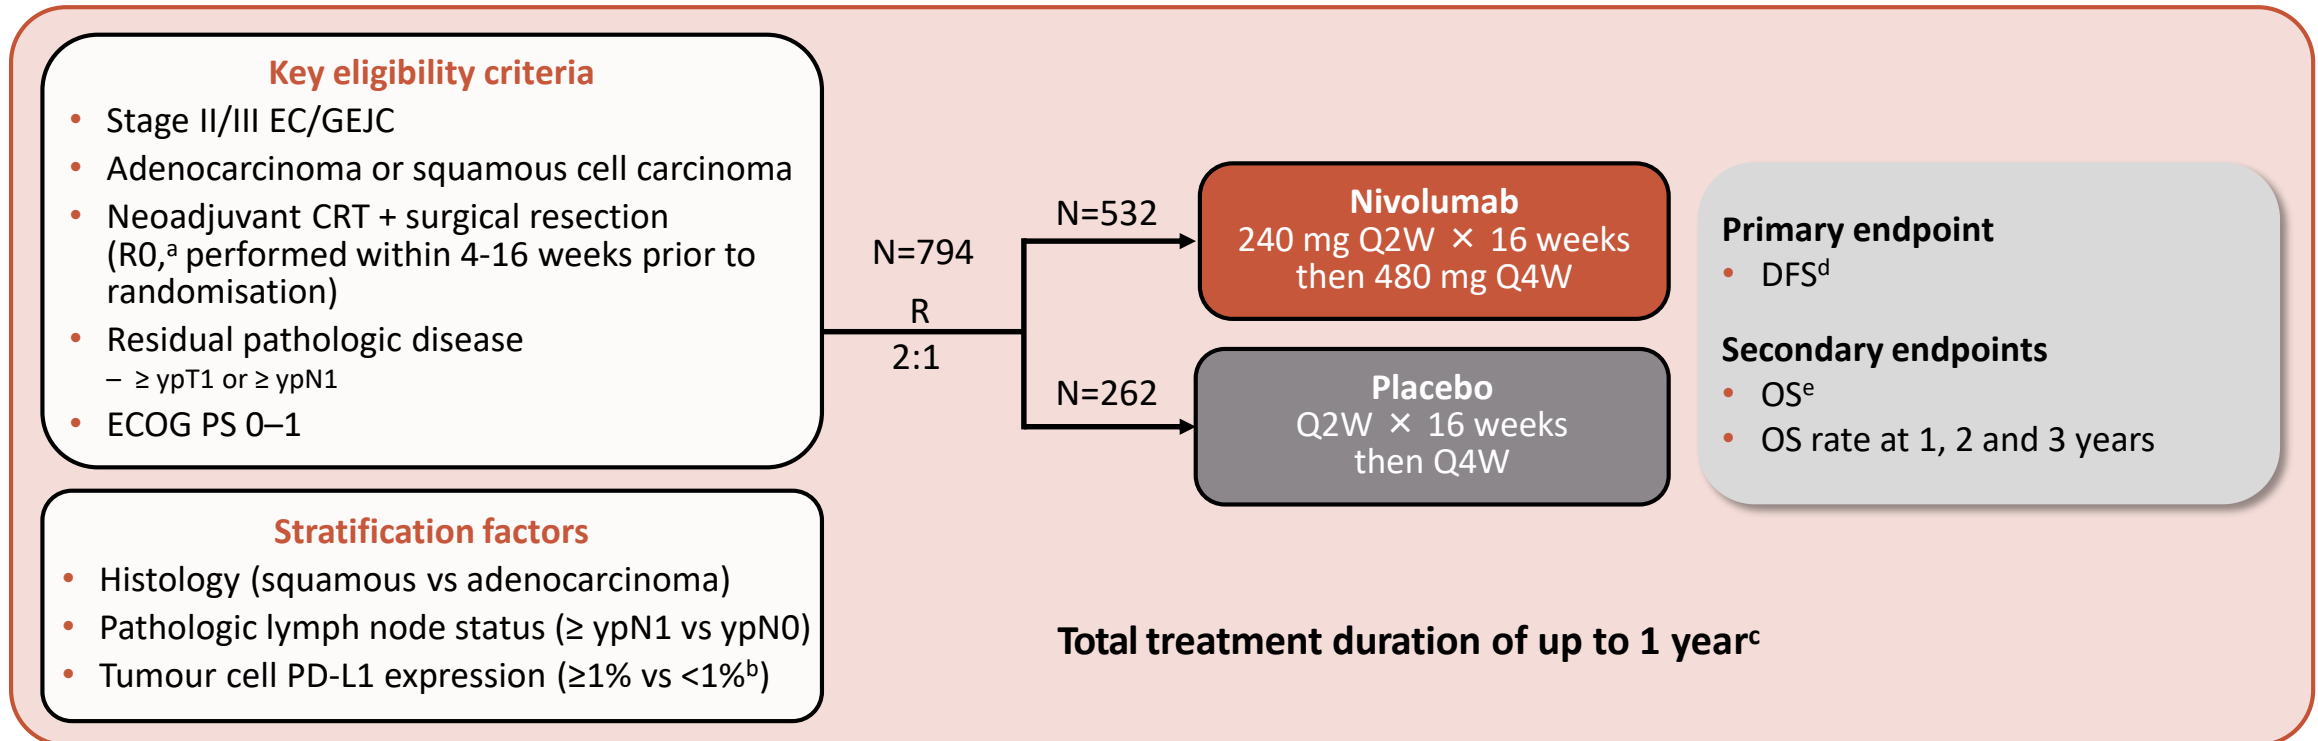 Key eligibility criteria
• Stage II/III EC/GEJC
• Adenocarcinoma or squamous cell carcinoma
• Neoadjuvant CRT + surgical resection
(R0,ᵃ performed within 4-16 weeks prior to
randomisation)
• Residual pathologic disease
– ≥ ypT1 or ≥ ypN1
• ECOG PS 0–1
Stratification factors
• Histology (squamous vs adenocarcinoma)
• Pathologic lymph node status (≥ ypN1 vs ypN0)
• Tumour cell PD-L1 expression (≥1% vs <1%ᵇ)
N=794
R
2:1
N=532
N=262
Nivolumab
240 mg Q2W × 16 weeks
then 480 mg Q4W
Placebo
Q2W × 16 weeks
then Q4W
Primary endpoint
• DFSᵈ
Secondary endpoints
• OSᵉ
• OS rate at 1, 2 and 3 years
Total treatment duration of up to 1 yearᶜ